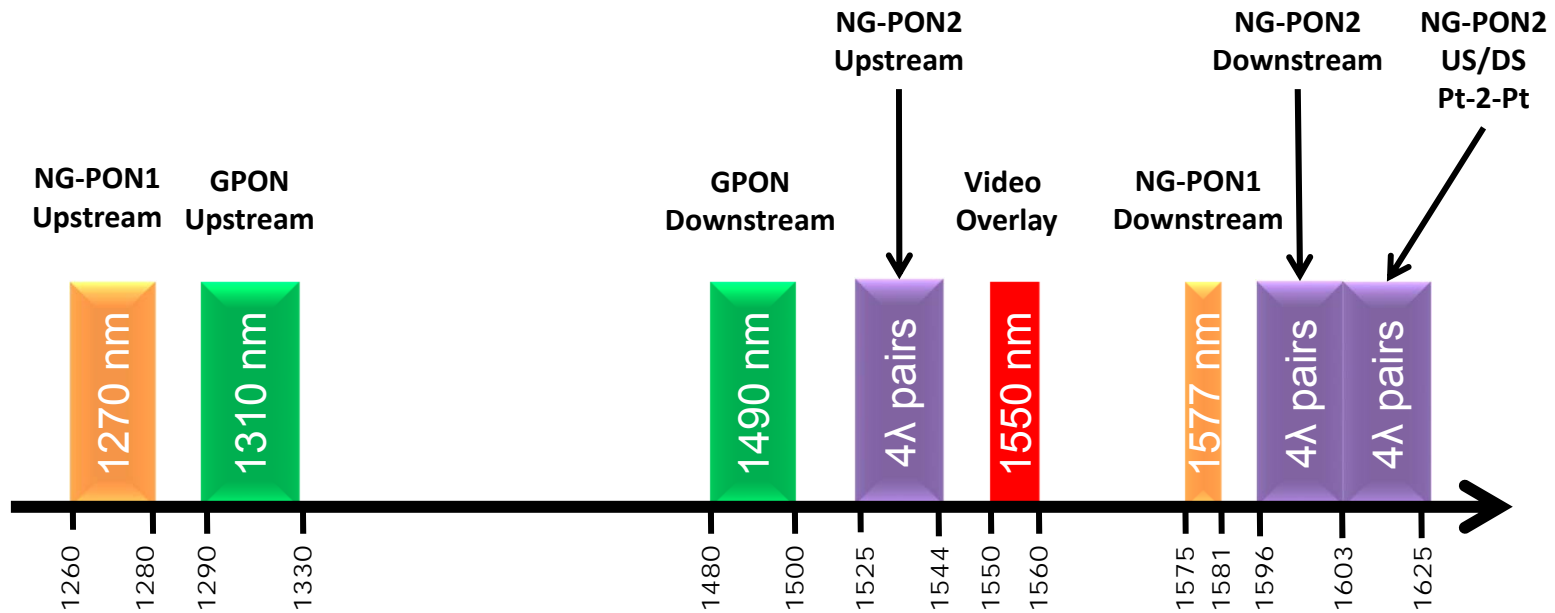 NG-PON2
Upstream
NG-PON2
Downstream
NG-PON2
US/DS
Pt-2-Pt
NG-PON1
Upstream
GPON
Upstream
GPON
Downstream
Video
Overlay
NG-PON1
Downstream
1270 nm
1310 nm
1490 nm
4λ pairs
1550 nm
1577 nm
4λ pairs
4λ pairs
1260
1280
1290
1330
1480
1500
1525
1544
1550
1560
1575
1581
1596
1603
1625